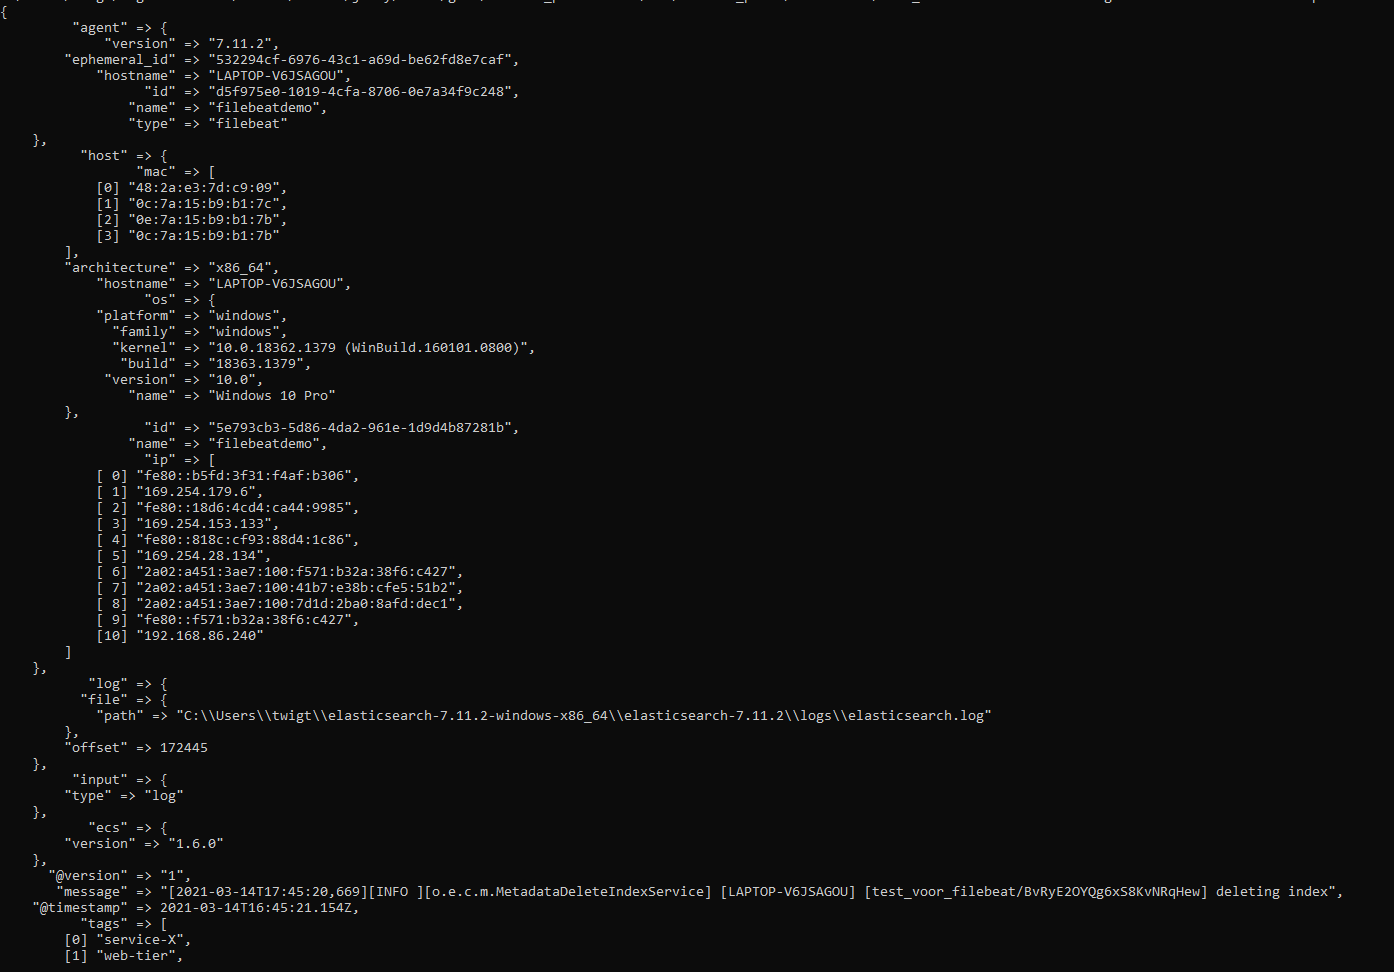 {
"agent" => {
"version" => "7.11.2",
"ephemeral_id" => "532294cf-6976-43c1-a69d-be62fd8e7caf",
"hostname" => "LAPTOP-V6JSAGOU",
"id" => "d5f975e0-1019-4cfa-8706-0e7a34f9c248",
"name" => "filebeatdemo",
"type" => "filebeat"
},
"host" => {
"mac" => [
[0] "48:2a:e3:7d:c9:09",
[1] "0c:7a:15:b9:b1:7c",
[2] "0e:7a:15:b9:b1:7b",
[3] "0c:7a:15:b9:b1:7b"
],
"architecture" => "x86_64",
"hostname" => "LAPTOP-V6JSAGOU",
"os" => {
"platform" => "windows",
"family" => "windows",
"kernel" => "10.0.18362.1379 (WinBuild.160101.0800)",
"build" => "18363.1379",
"version" => "10.0",
"name" => "Windows 10 Pro"
},
"id" => "5e793cb3-5d86-4da2-961e-1d9d4b87281b",
"name" => "filebeatdemo",
"ip" => [
[ 0] "fe80::b5fd:3f31:f4af:b306",
[ 1] "169.254.179.6",
[ 2] "fe80::18d6:4cd4:ca44:9985",
[ 3] "169.254.153.133",
[ 4] "fe80::818c:cf93:88d4:1c86",
[ 5] "169.254.28.134",
[ 6] "2a02:a451:3ae7:100:f571:b32a:38f6:c427",
[ 7] "2a02:a451:3ae7:100:41b7:e38b:cfe5:51b2",
[ 8] "2a02:a451:3ae7:100:7d1d:2ba0:8afd:dec1",
[ 9] "fe80::f571:b32a:38f6:c427",
[10] "192.168.86.240"
]
},
"log" => {
"file" => {
"path" => "C:\\Users\\twigt\\elasticsearch-7.11.2-windows-x86_64\\elasticsearch-7.11.2\\logs\\elasticsearch.log"
},
"offset" => 172445
},
"input" => {
"type" => "log"
},
"ecs" => {
"version" => "1.6.0"
},
"@version" => "1",
"message" => "[2021-03-14T17:45:20,669][INFO ][o.e.c.m.MetadataDeleteIndexService] [LAPTOP-V6JSAGOU] [test_voor_filebeat/BvRyE2OYQg6xS8KvNRqHew] deleting index",
"@timestamp" => 2021-03-14T16:45:21.154Z,
"tags" => [
[0] "service-X",
[1] "web-tier",